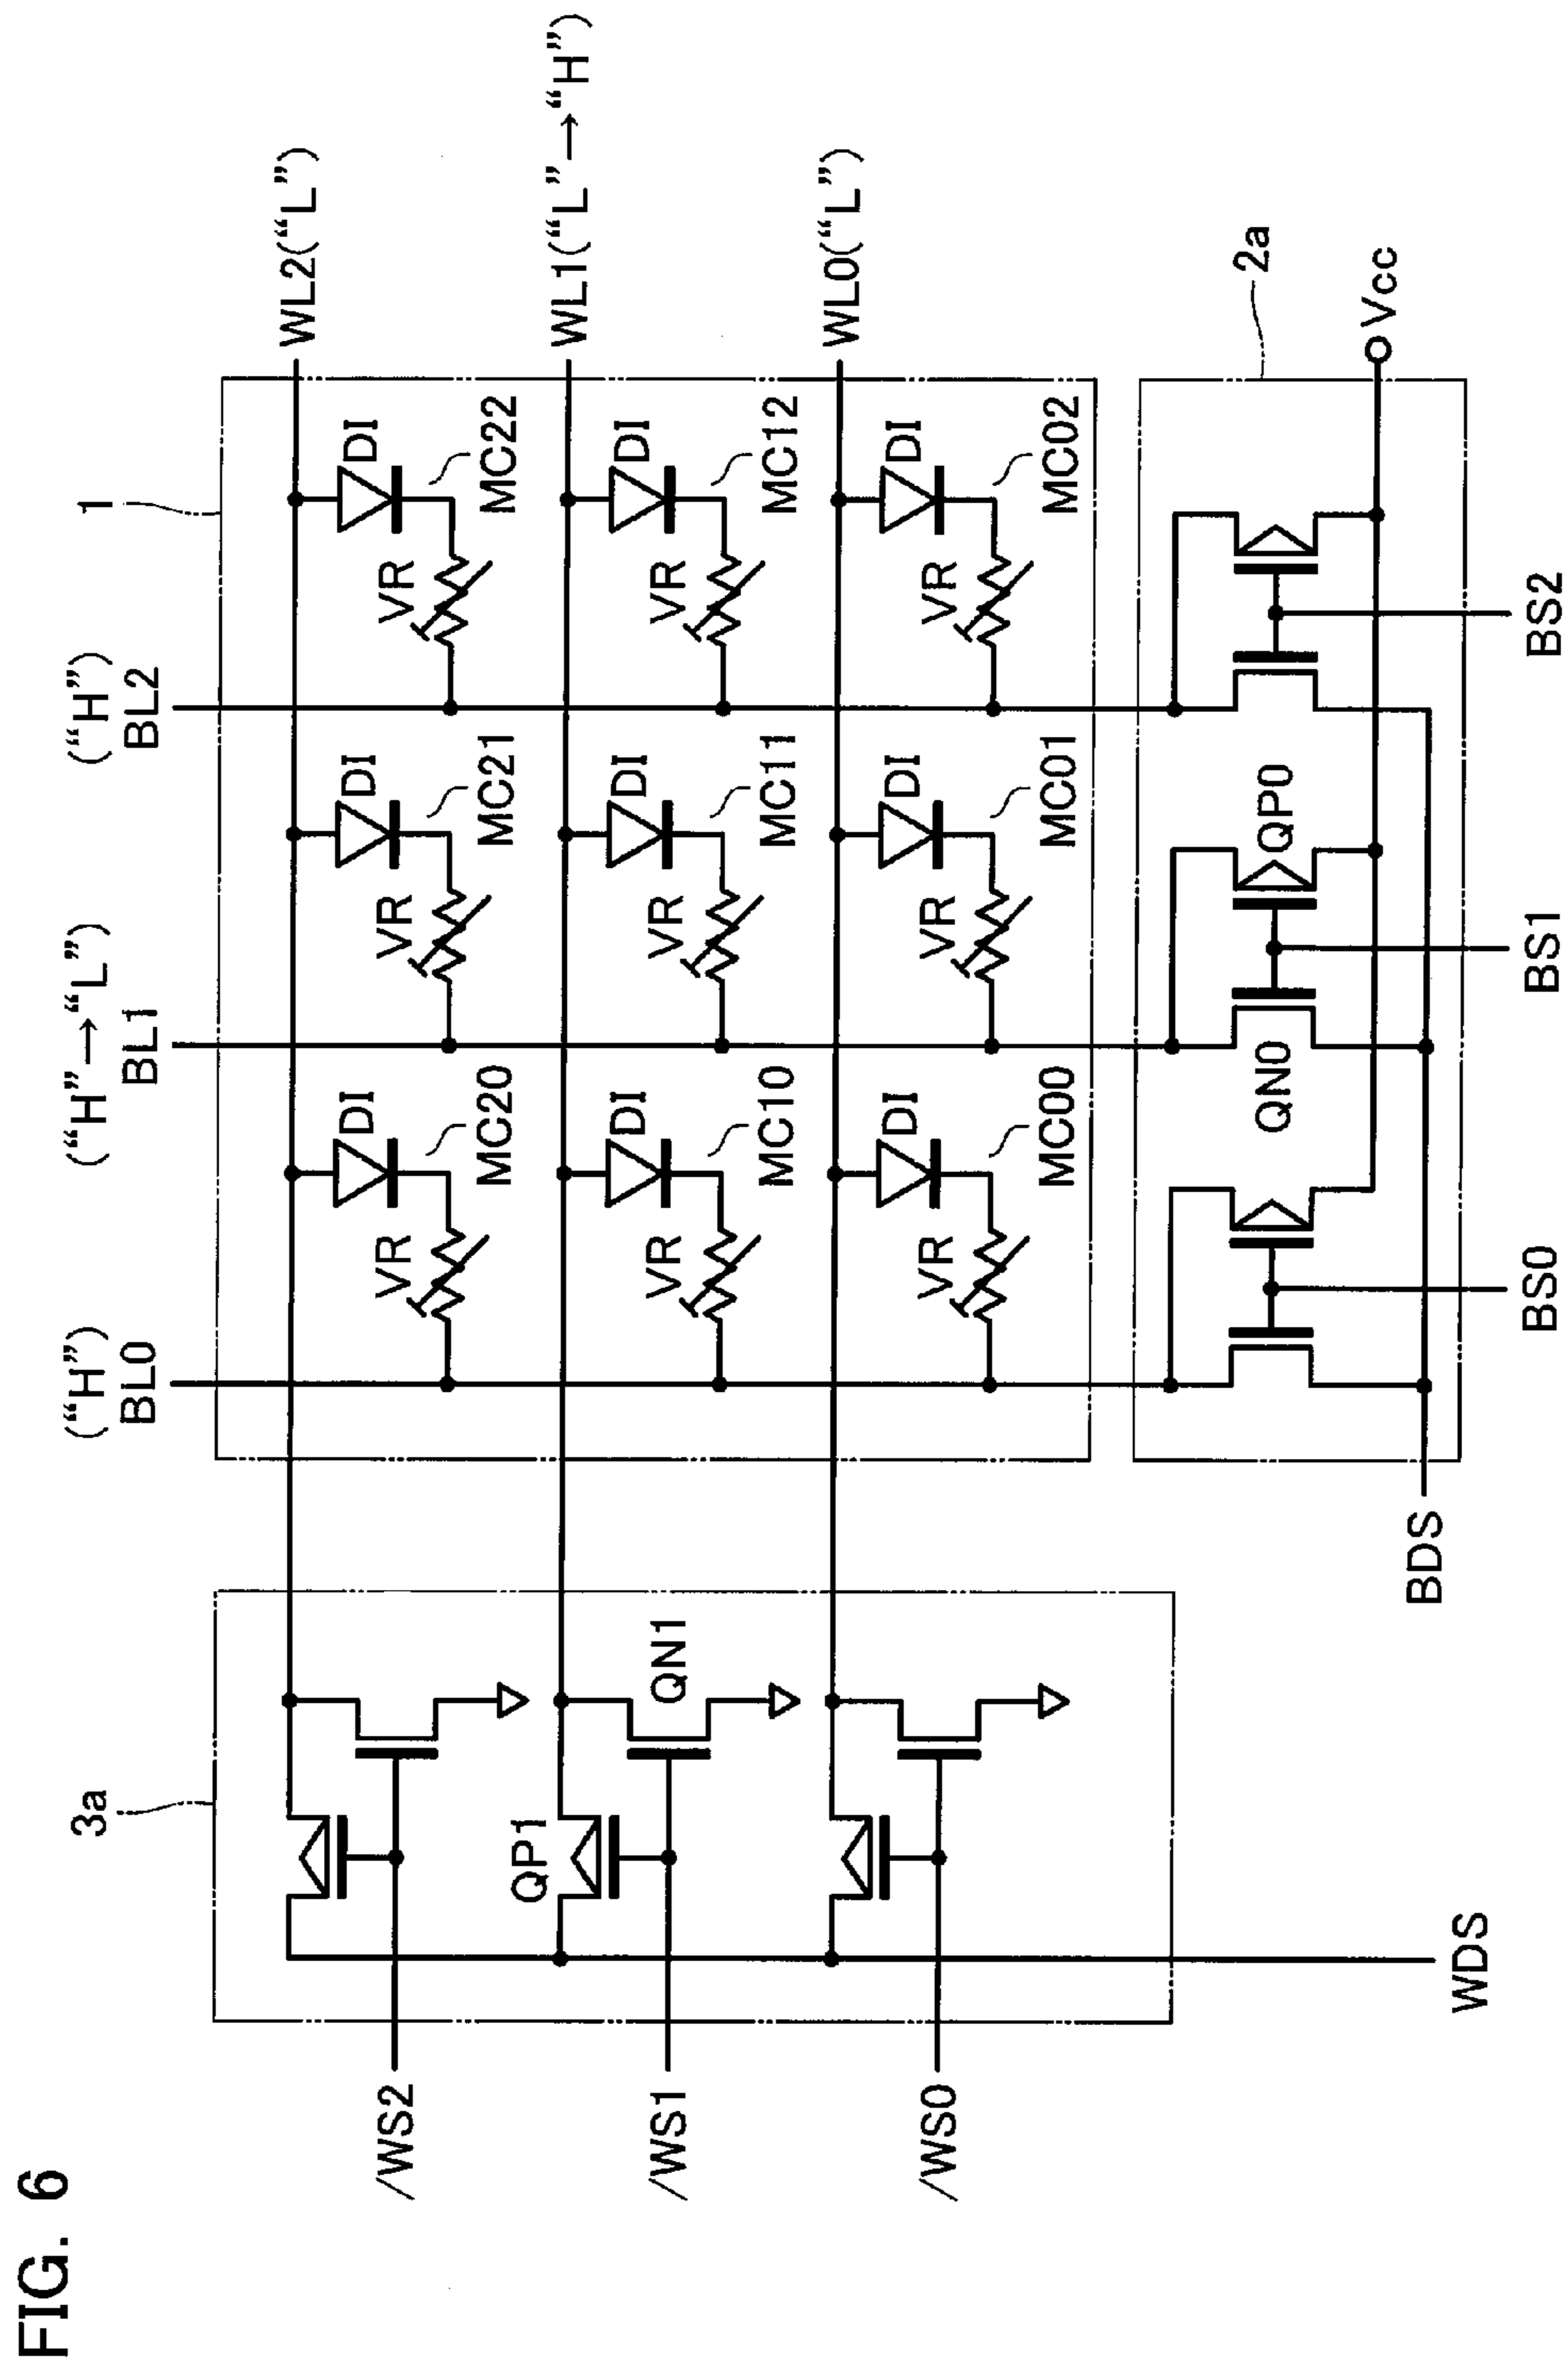 FIG. 6
1
3a
("H")
BL0
("H"→"L")
BL1
("H")
BL2
WL2("L")
DI
VR
MC20
DI
VR
MC21
DI
VR
MC22
/WS2
WL1("L"→"H")
QP1
QN1
DI
VR
MC10
DI
VR
MC11
DI
VR
MC12
/WS1
WL0("L")
DI
VR
MC00
DI
VR
MC01
DI
VR
MC02
/WS0
2a
QN0
QP0
Vcc
BDS
WDS
BS0
BS1
BS2